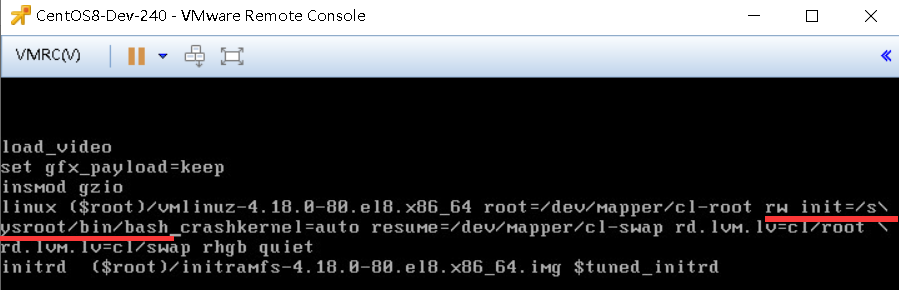 CentOS8-Dev-240 - VMware Remote Console
VMRC(V)
load_video
set gfx_payload=keep
insmod gzio
linux ($root)/vmlinuz-4.18.0-80.el8.x86_64 root=/dev/mapper/cl-root rw init=/s\
ysroot/bin/bash_crashkernel=auto resume=/dev/mapper/cl-swap rd.lvm.lv=cl/root \
rd.lvm.lv=cl/swap rhgb quiet
initrd  ($root)/initramfs-4.18.0-80.el8.x86_64.img $tuned_initrd